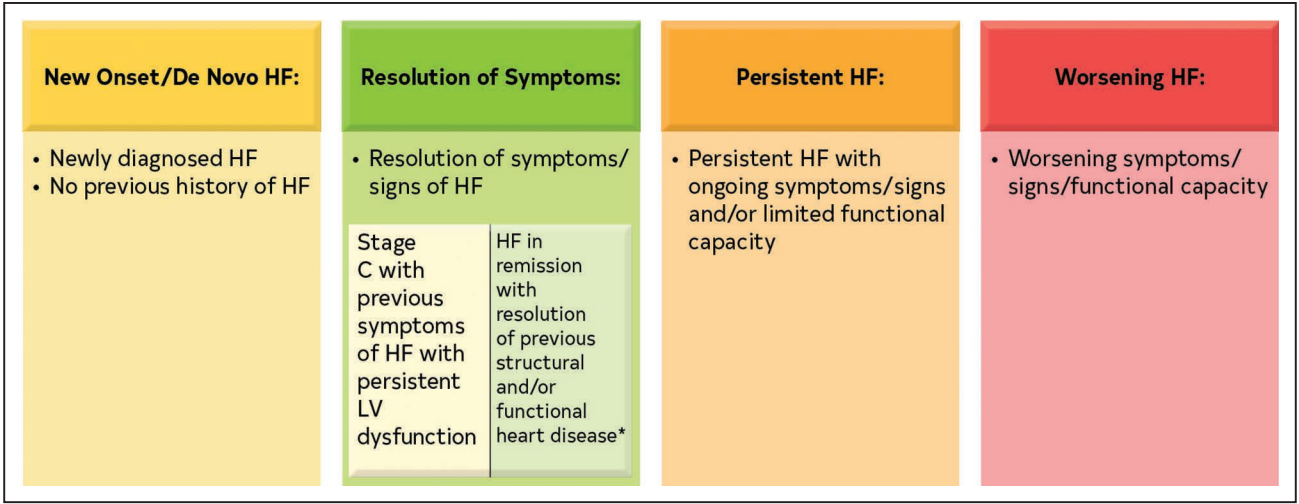 New Onset/De Novo HF:
• Newly diagnosed HF
• No previous history of HF
Resolution of Symptoms:
• Resolution of symptoms/
signs of HF
Stage
C with
previous
symptoms
of HF with
persistent
LV
dysfunction
HF in
remission
with
resolution
of previous
structural
and/or
functional
heart disease*
Persistent HF:
• Persistent HF with
ongoing symptoms/signs
and/or limited functional
capacity
Worsening HF:
• Worsening symptoms/
signs/functional capacity